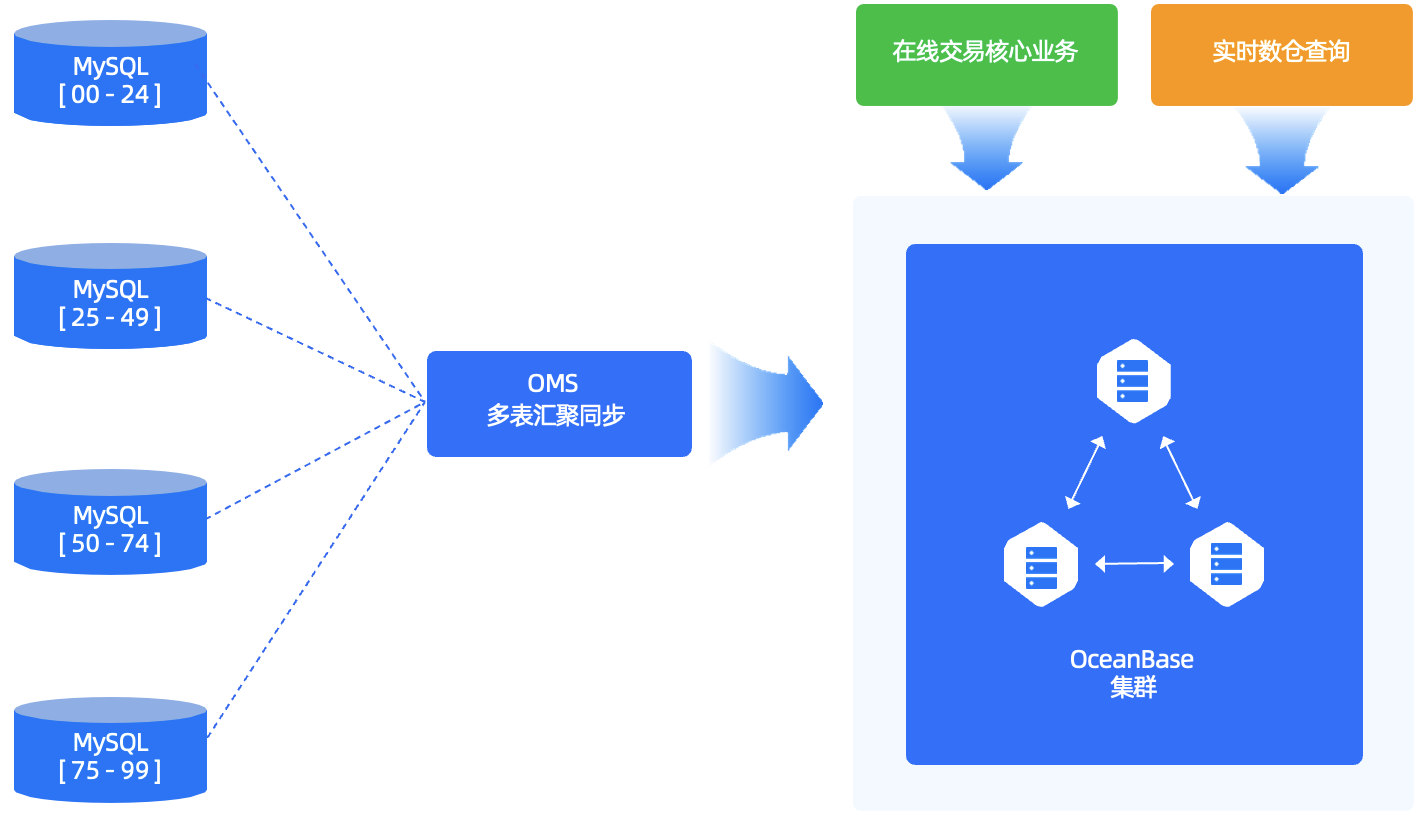 MySQL
[ 00 - 24 ]
MySQL
[ 25 - 49 ]
MySQL
[ 50 - 74 ]
MySQL
[ 75 - 99 ]
OMS
多表汇聚同步
在线交易核心业务
实时数仓查询
OceanBase
集群